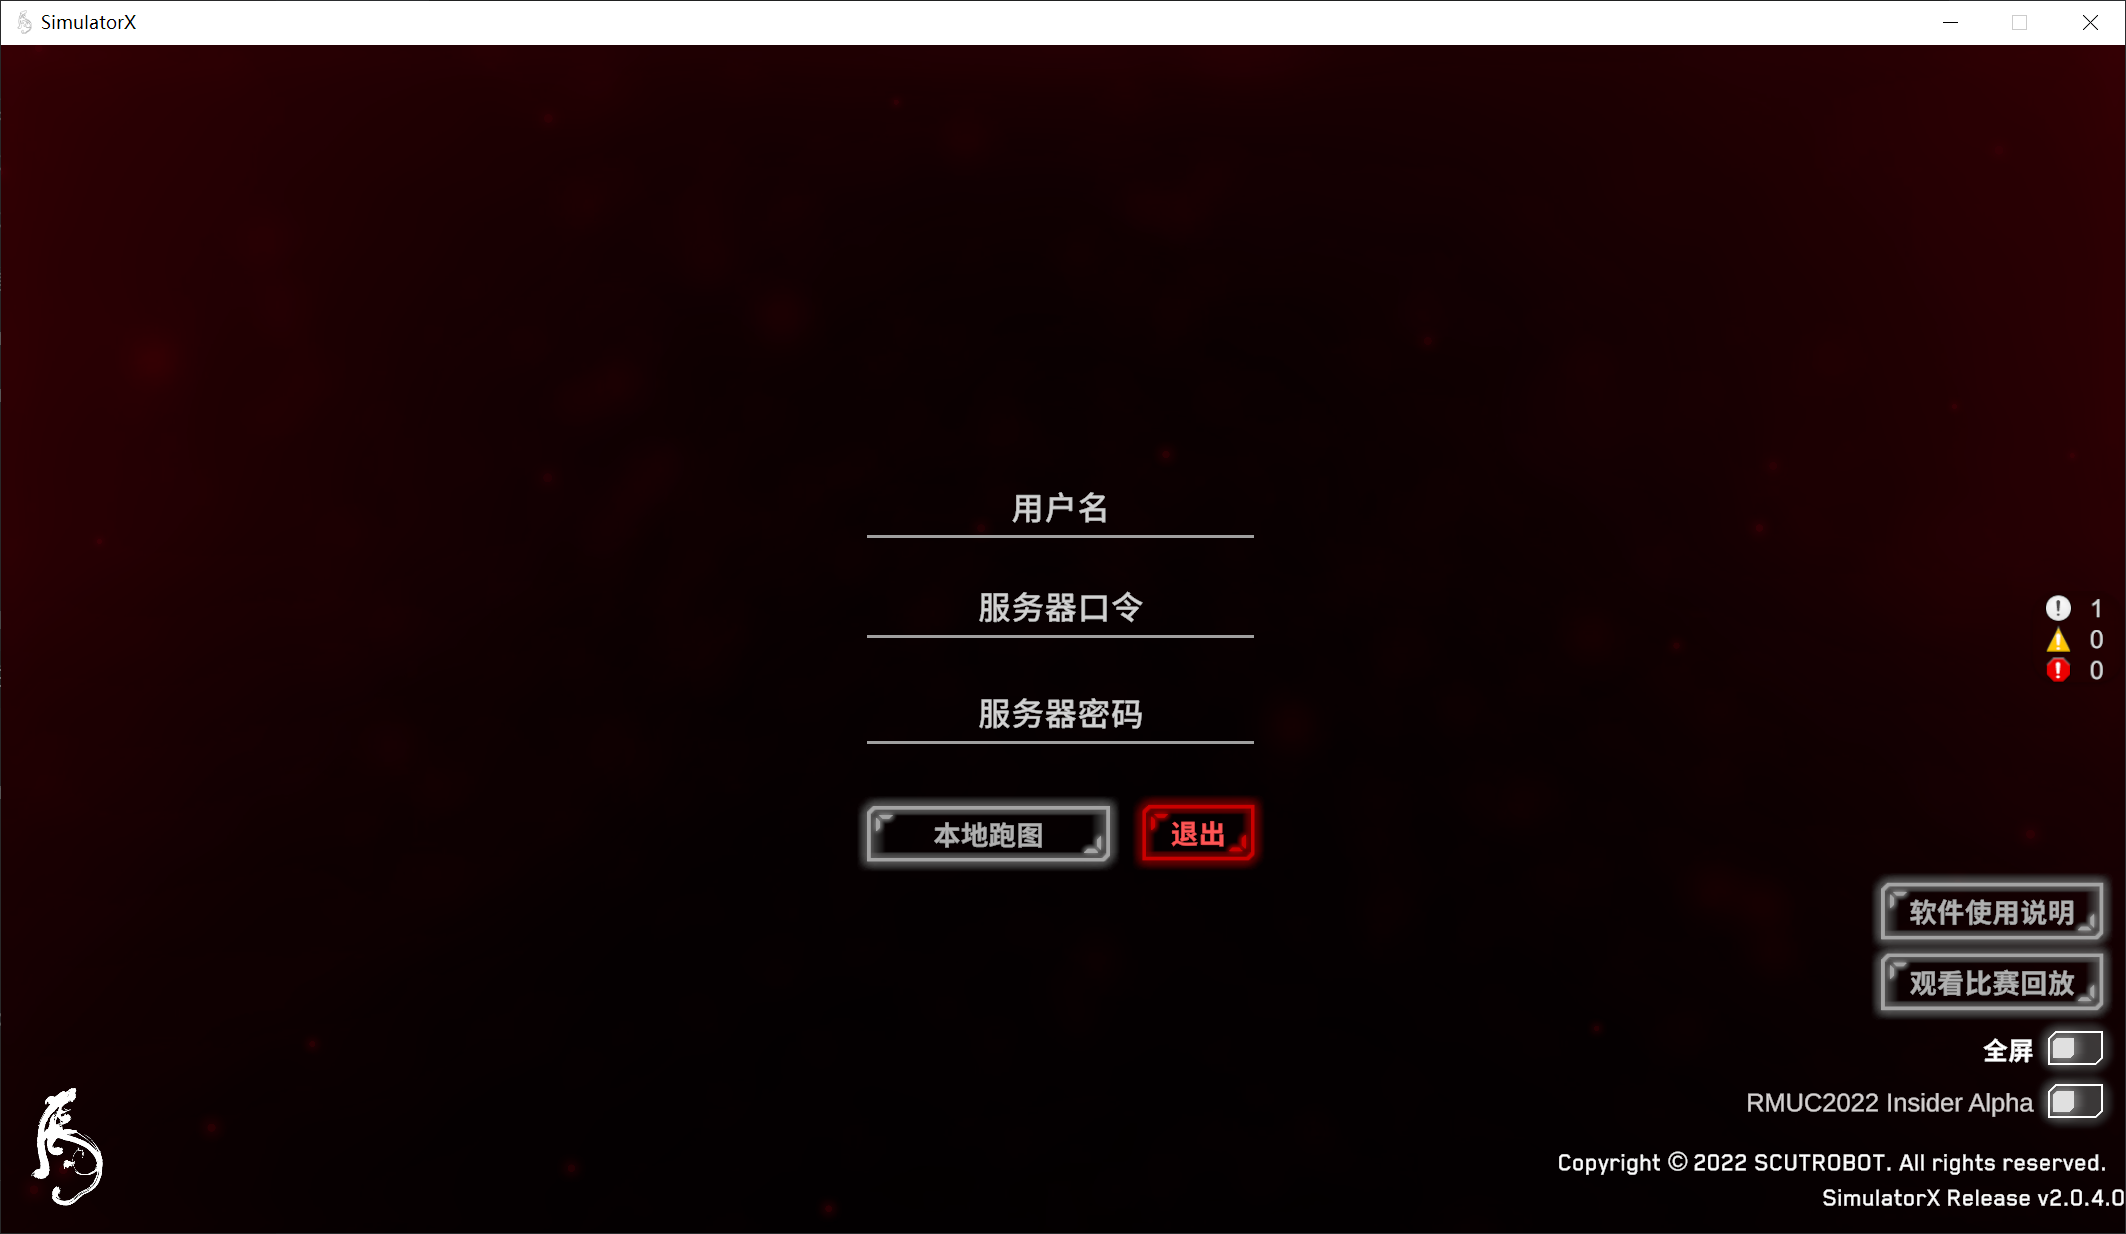 SimulatorX
用户名
服务器口令
服务器密码
本地跑图
退出
1
0
0
软件使用说明
观看比赛回放
全屏
RMUC2022 Insider Alpha
Copyright © 2022 SCUTROBOT. All rights reserved.
SimulatorX Release v2.0.4.0